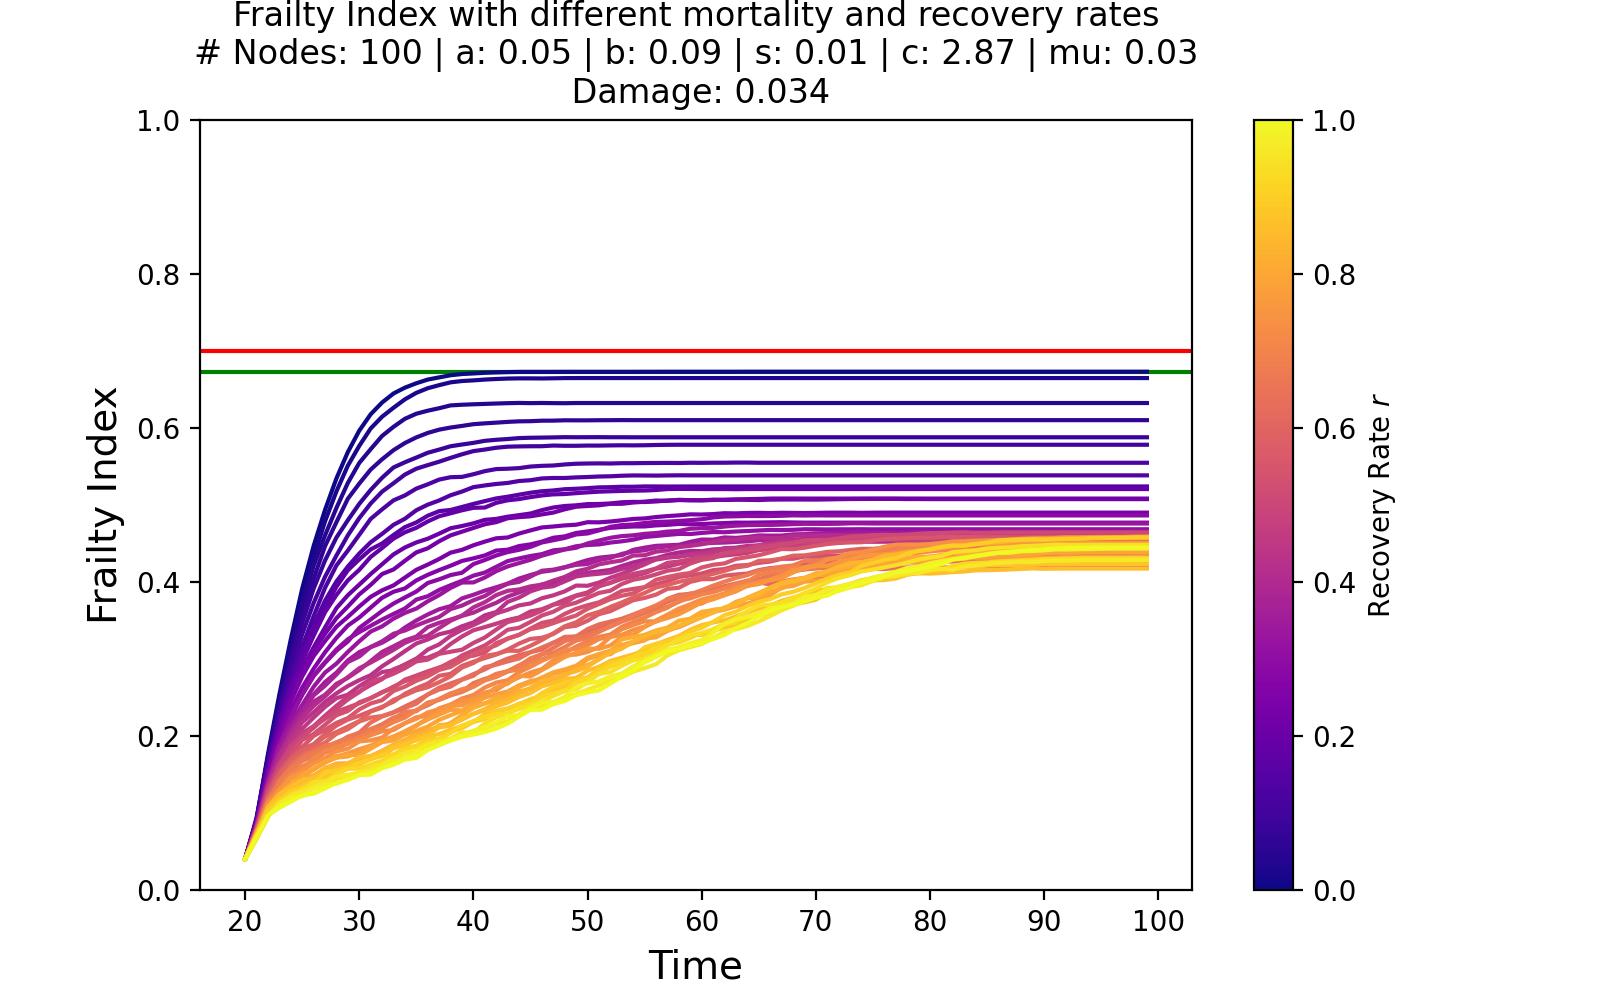 Frailty Index with different mortality and recovery rates
# Nodes: 100 | a: 0.05 | b: 0.09 | s: 0.01 | c: 2.87 | mu: 0.03
Damage: 0.034
1.0
0.8
0.6
0.4
0.2
0.0
Frailty Index
20 30 40 50 60 70 80 90 100
Time
1.0
0.8
0.6
0.4
0.2
0.0
Recovery Rate r